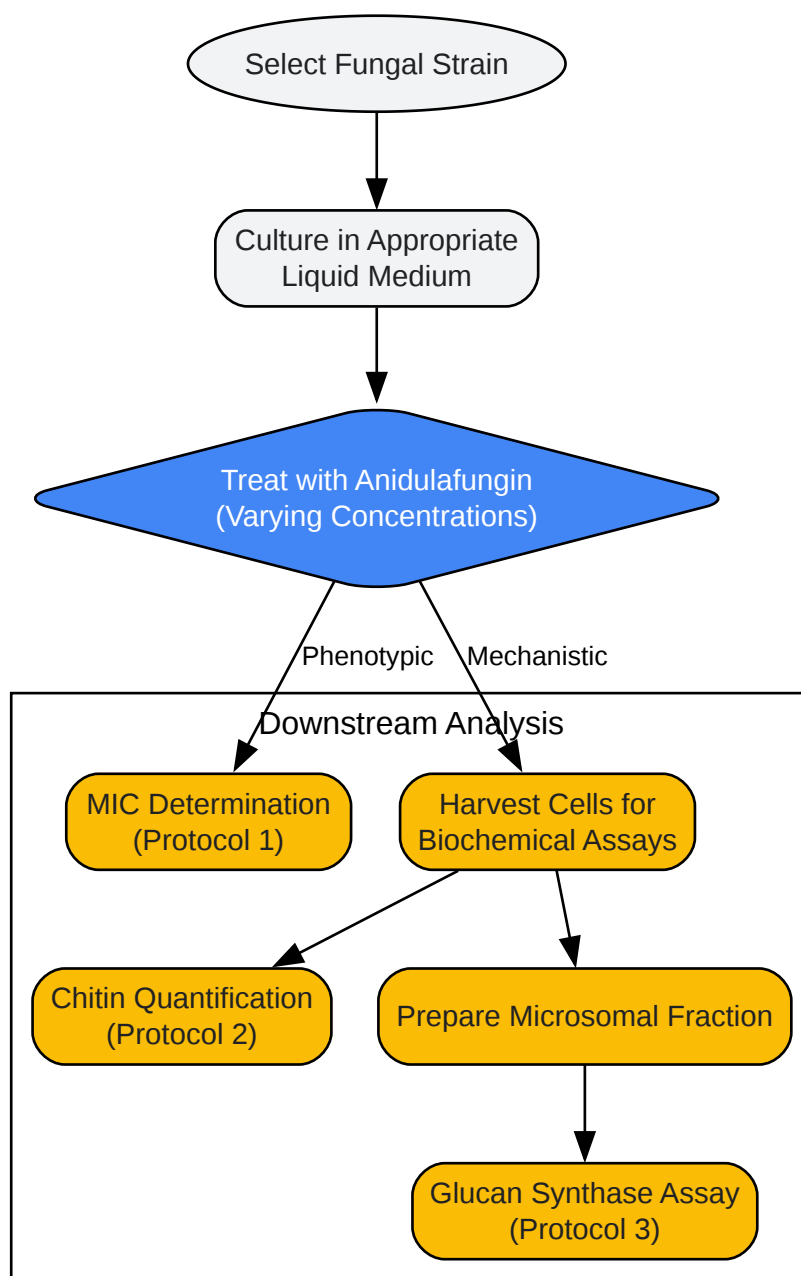 Select Fungal Strain
Culture in Appropriate
Liquid Medium
Treat with Anidulafungin
(Varying Concentrations)
Phenotypic
Mechanistic
Downstream Analysis
MIC Determination
(Protocol 1)
Harvest Cells for
Biochemical Assays
Chitin Quantification
(Protocol 2)
Prepare Microsomal Fraction
Glucan Synthase Assay
(Protocol 3)